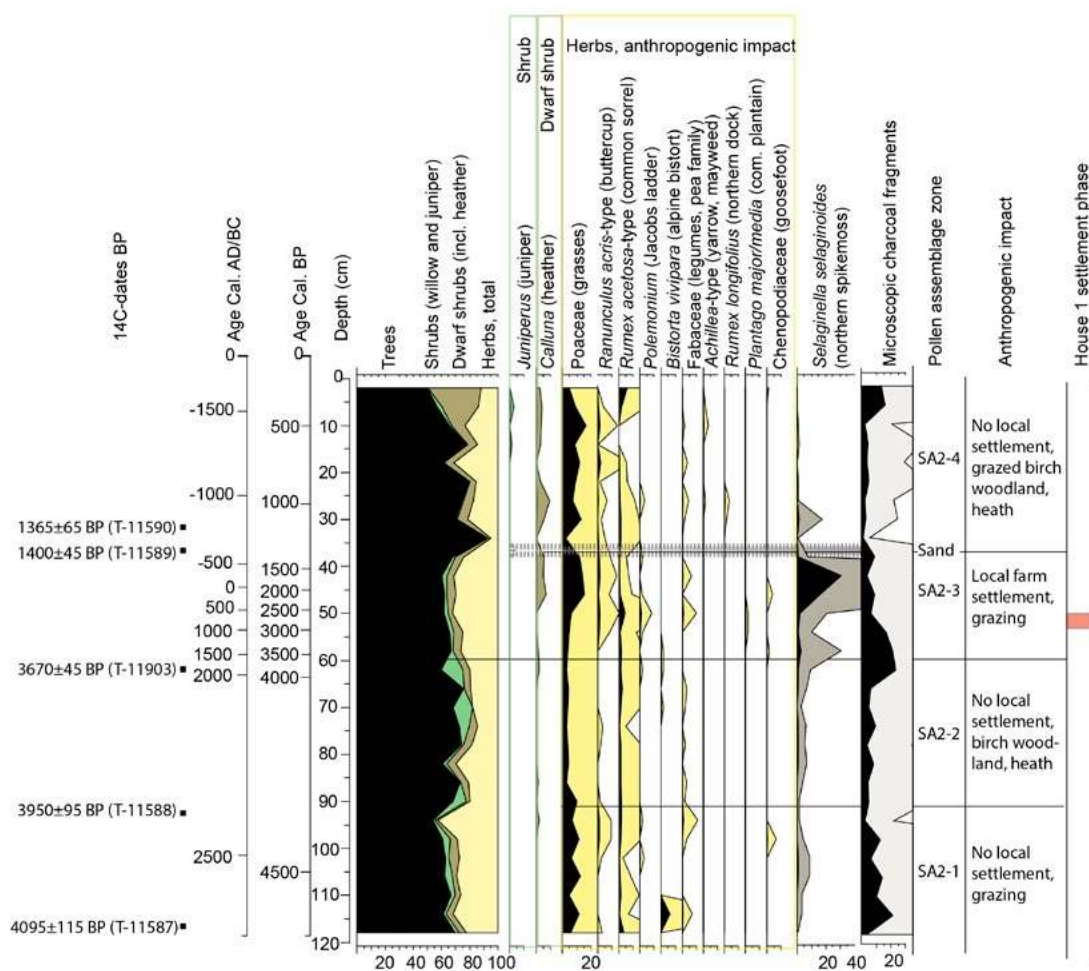 Shrub
Dwarf shrub
Herbs, anthropogenic impact
14C-dates BP
Age Cal. AD/BC
Age Cal. BP
Depth (cm)
Trees
Shrubs (willow and juniper)
Dwarf shrubs (incl. heather)
Herbs, total
Juniperus (juniper)
Calluna (heather)
Poaceae (grasses)
Ranunculus acris-type (buttercup)
Rumex acetosa-type (common sorrel)
Polemonium (Jacobs ladder)
Bistorta vivipara (alpine bistort)
Fabaceae (legumes, pea family)
Achillea-type (yarrow, mayweed)
Rumex longifolius (northern dock)
Plantago major/media (com. plantain)
Chenopodiaceae (goosefoot)
Selaginella selaginoides
(northern spikemoss)
Microscopic charcoal fragments
Pollen assemblage zone
Anthropogenic impact
House 1 settlement phase
1365±65 BP (T-11590)
1400±45 BP (T-11589)
3670±45 BP (T-11903)
3950±95 BP (T-11588)
4095±115 BP (T-11587)
0
-1500
-1000
-500
0
500
1000
1500
2000
2500
0
500
1000
1500
2000
2500
3000
3500
4000
4500
0
10
20
30
40
50
60
70
80
90
100
110
120
20 40 60 80 100
20
20 40
20
SA2-4
Sand
SA2-3
SA2-2
SA2-1
No local
settlement,
grazed birch
woodland,
heath
Local farm
settlement,
grazing
No local
settlement,
birch wood-
land, heath
No local
settlement,
grazing